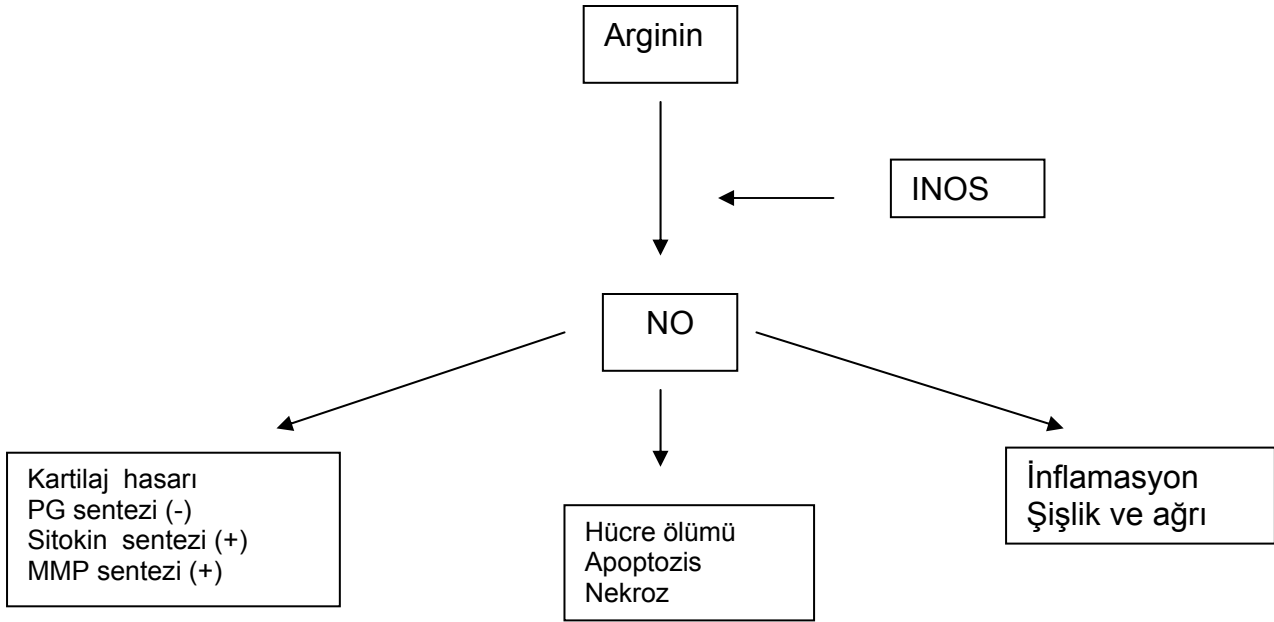 Arginin
INOS
NO
Kartilaj hasarı
PG sentezi (-)
Sitokin sentezi (+)
MMP sentezi (+)
Hücre ölümü
Apoptozis
Nekroz
İnflamasyon
Şişlik ve ağrı